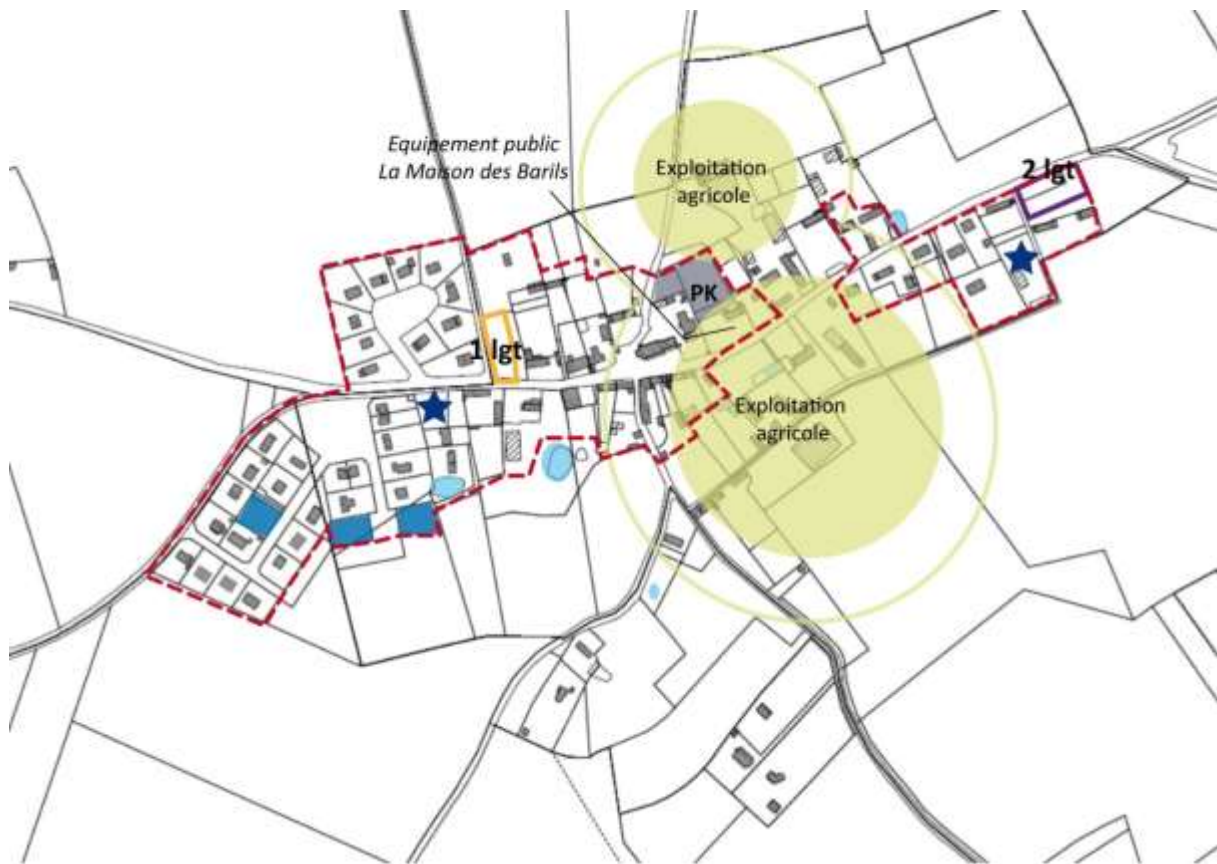 Equipement public
La Maison des Barils
Exploitation
agricole
2 lgt
PK
1 lgt
Exploitation
agricole